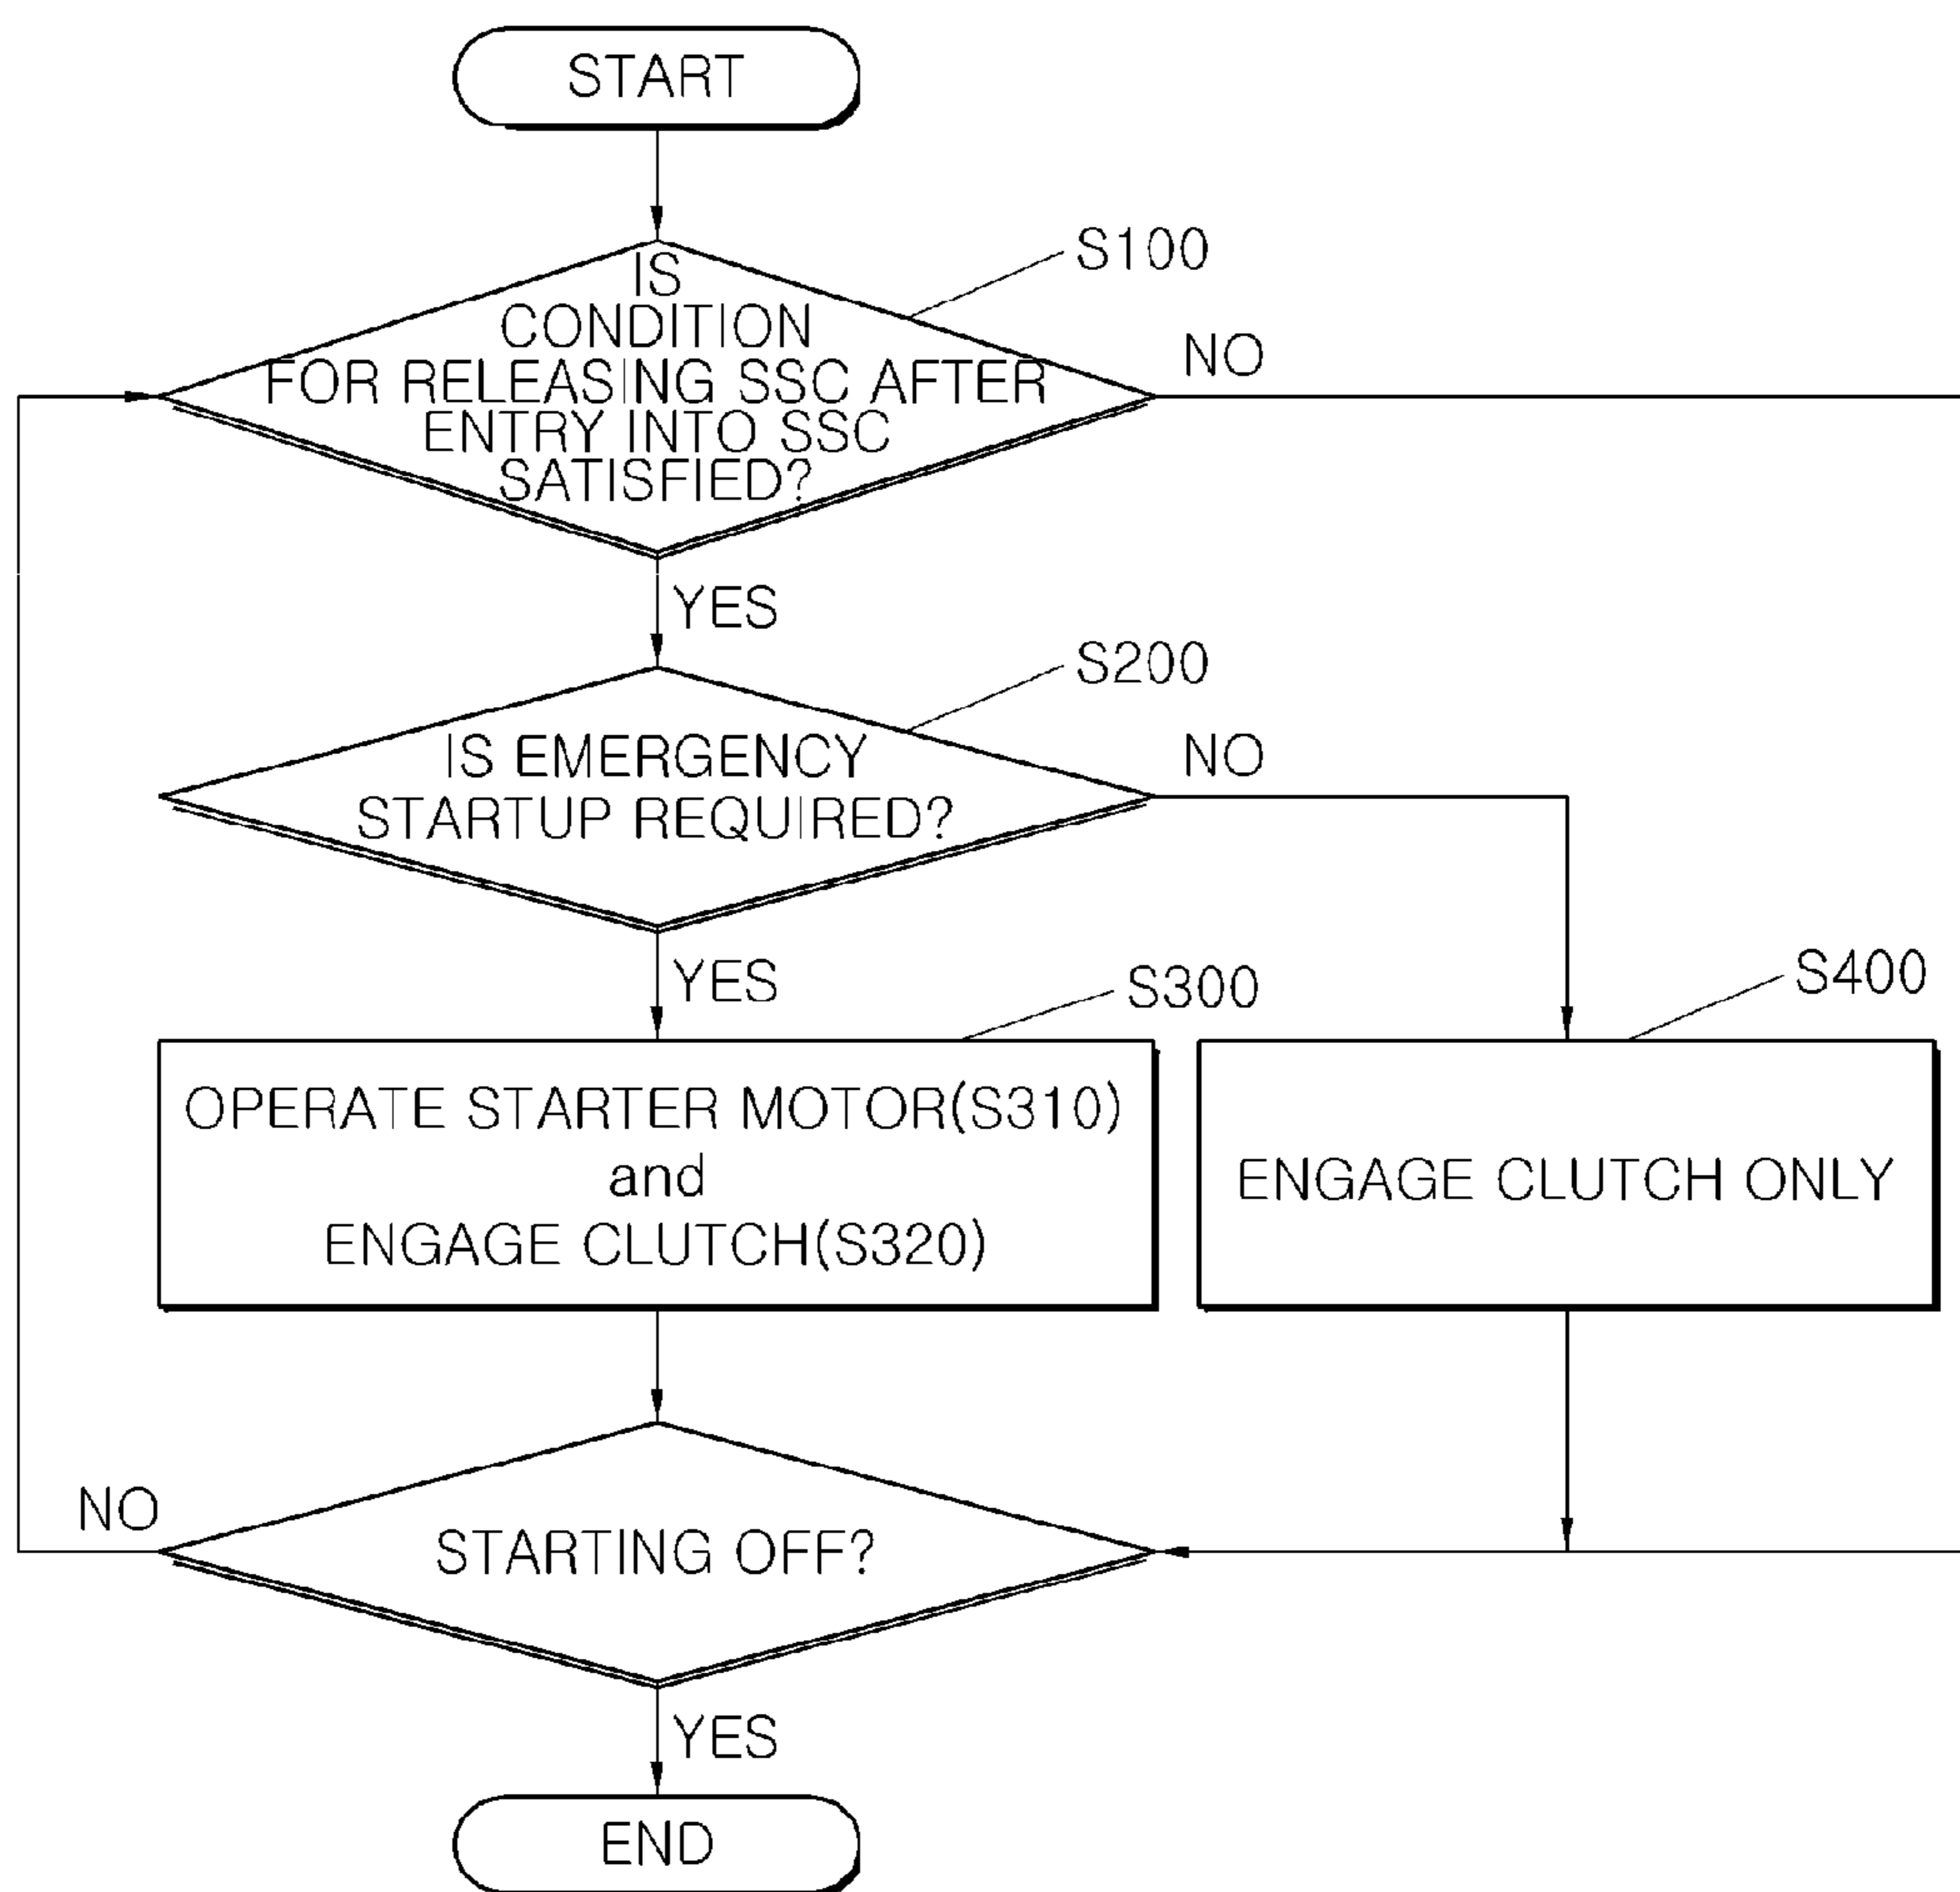 START
S100
IS
CONDITION
FOR RELEASING SSC AFTER
ENTRY INTO SSC
SATISFIED?
NO
YES
S200
IS EMERGENCY
STARTUP REQUIRED?
NO
YES
S300
S400
OPERATE STARTER MOTOR(S310)
and
ENGAGE CLUTCH(S320)
ENGAGE CLUTCH ONLY
NO
STARTING OFF?
YES
END